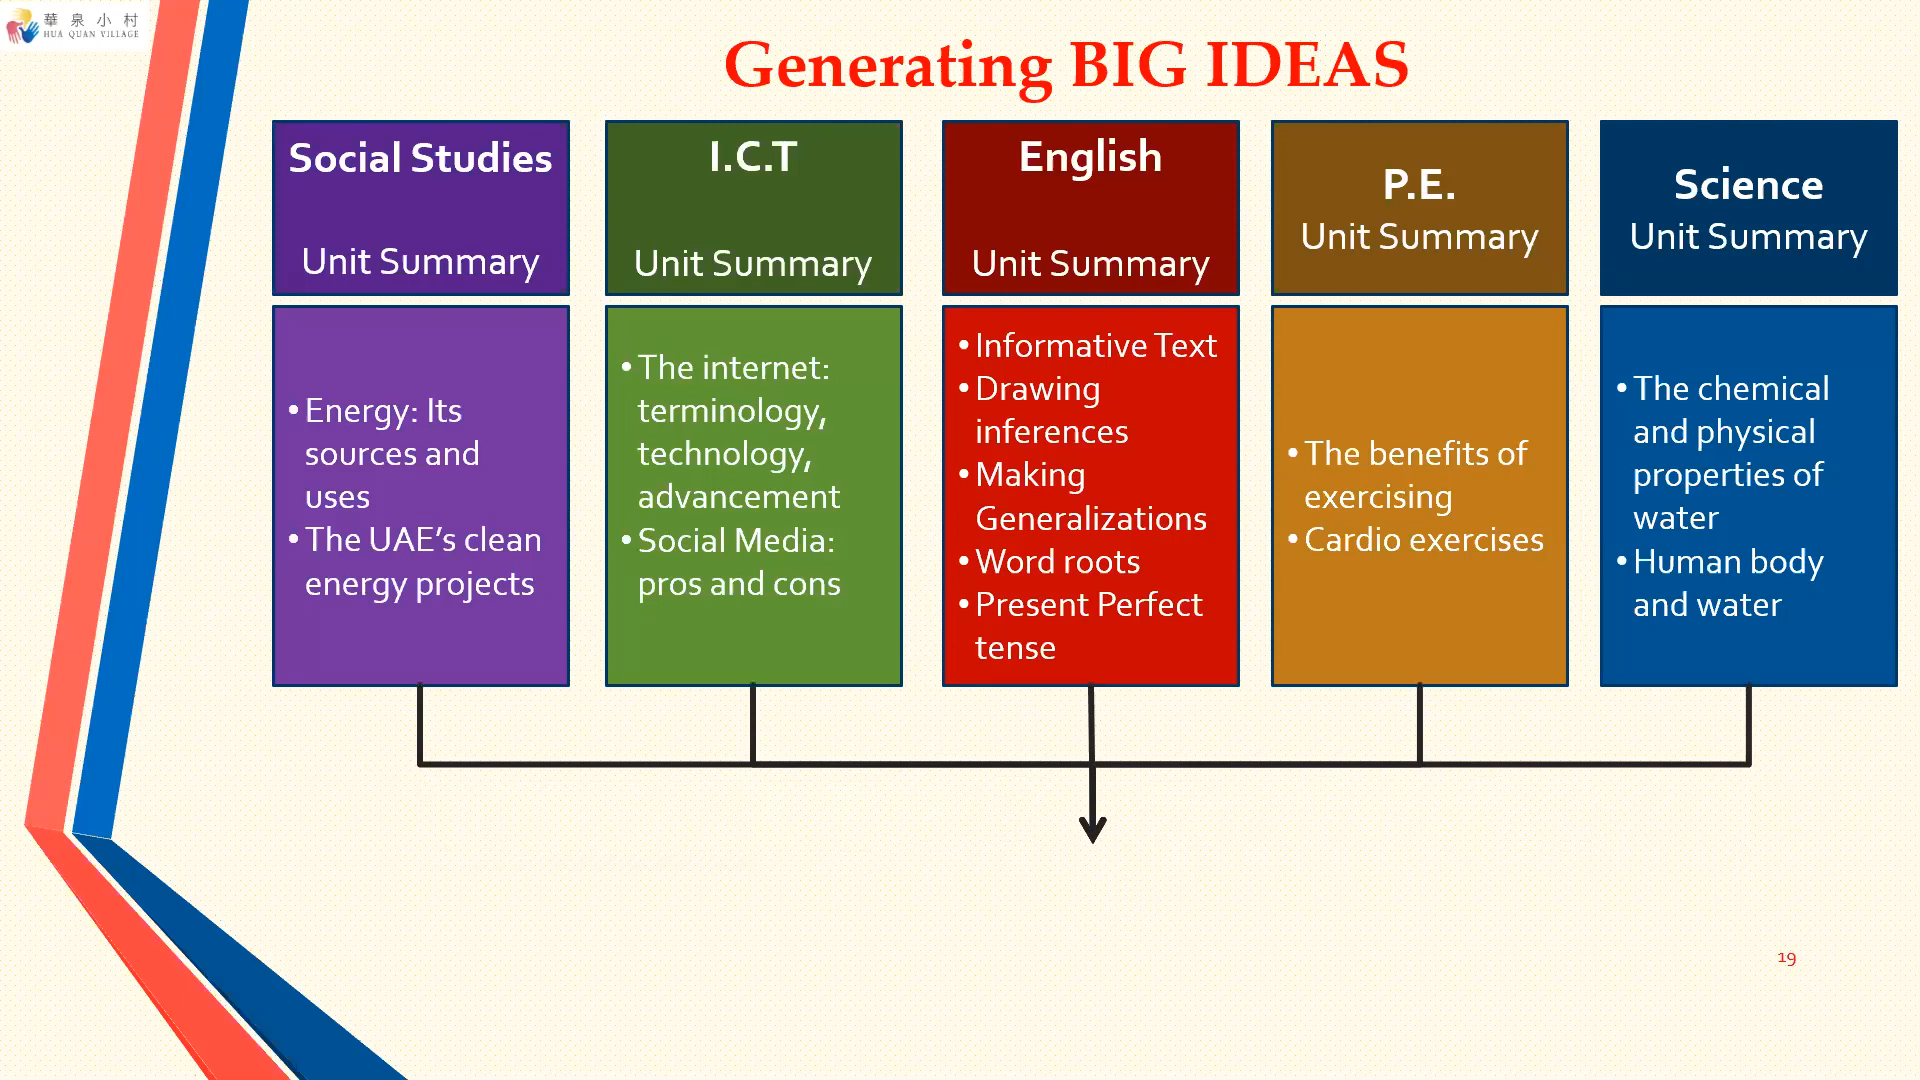 華泉小村
HUA QUAN VILLAGE
Generating BIG IDEAS
Social Studies
Unit Summary
• Energy: Its
sources and
uses
• The UAE’s clean
energy projects
I.C.T
Unit Summary
• The internet:
terminology,
technology,
advancement
• Social Media:
pros and cons
English
Unit Summary
• Informative Text
• Drawing
inferences
• Making
Generalizations
• Word roots
• Present Perfect
tense
P.E.
Unit Summary
• The benefits of
exercising
• Cardio exercises
Science
Unit Summary
• The chemical
and physical
properties of
water
• Human body
and water
19